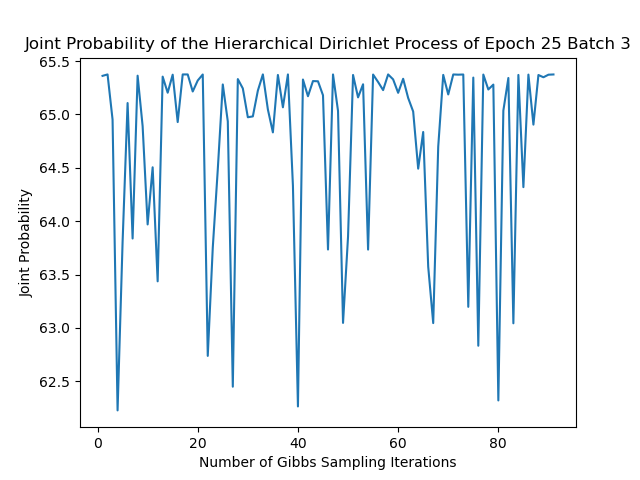 Joint Probability of the Hierarchical Dirichlet Process of Epoch 25 Batch 3
65.5
65.0
64.5
64.0
63.5
63.0
62.5
Joint Probability
0 20 40 60 80
Number of Gibbs Sampling Iterations